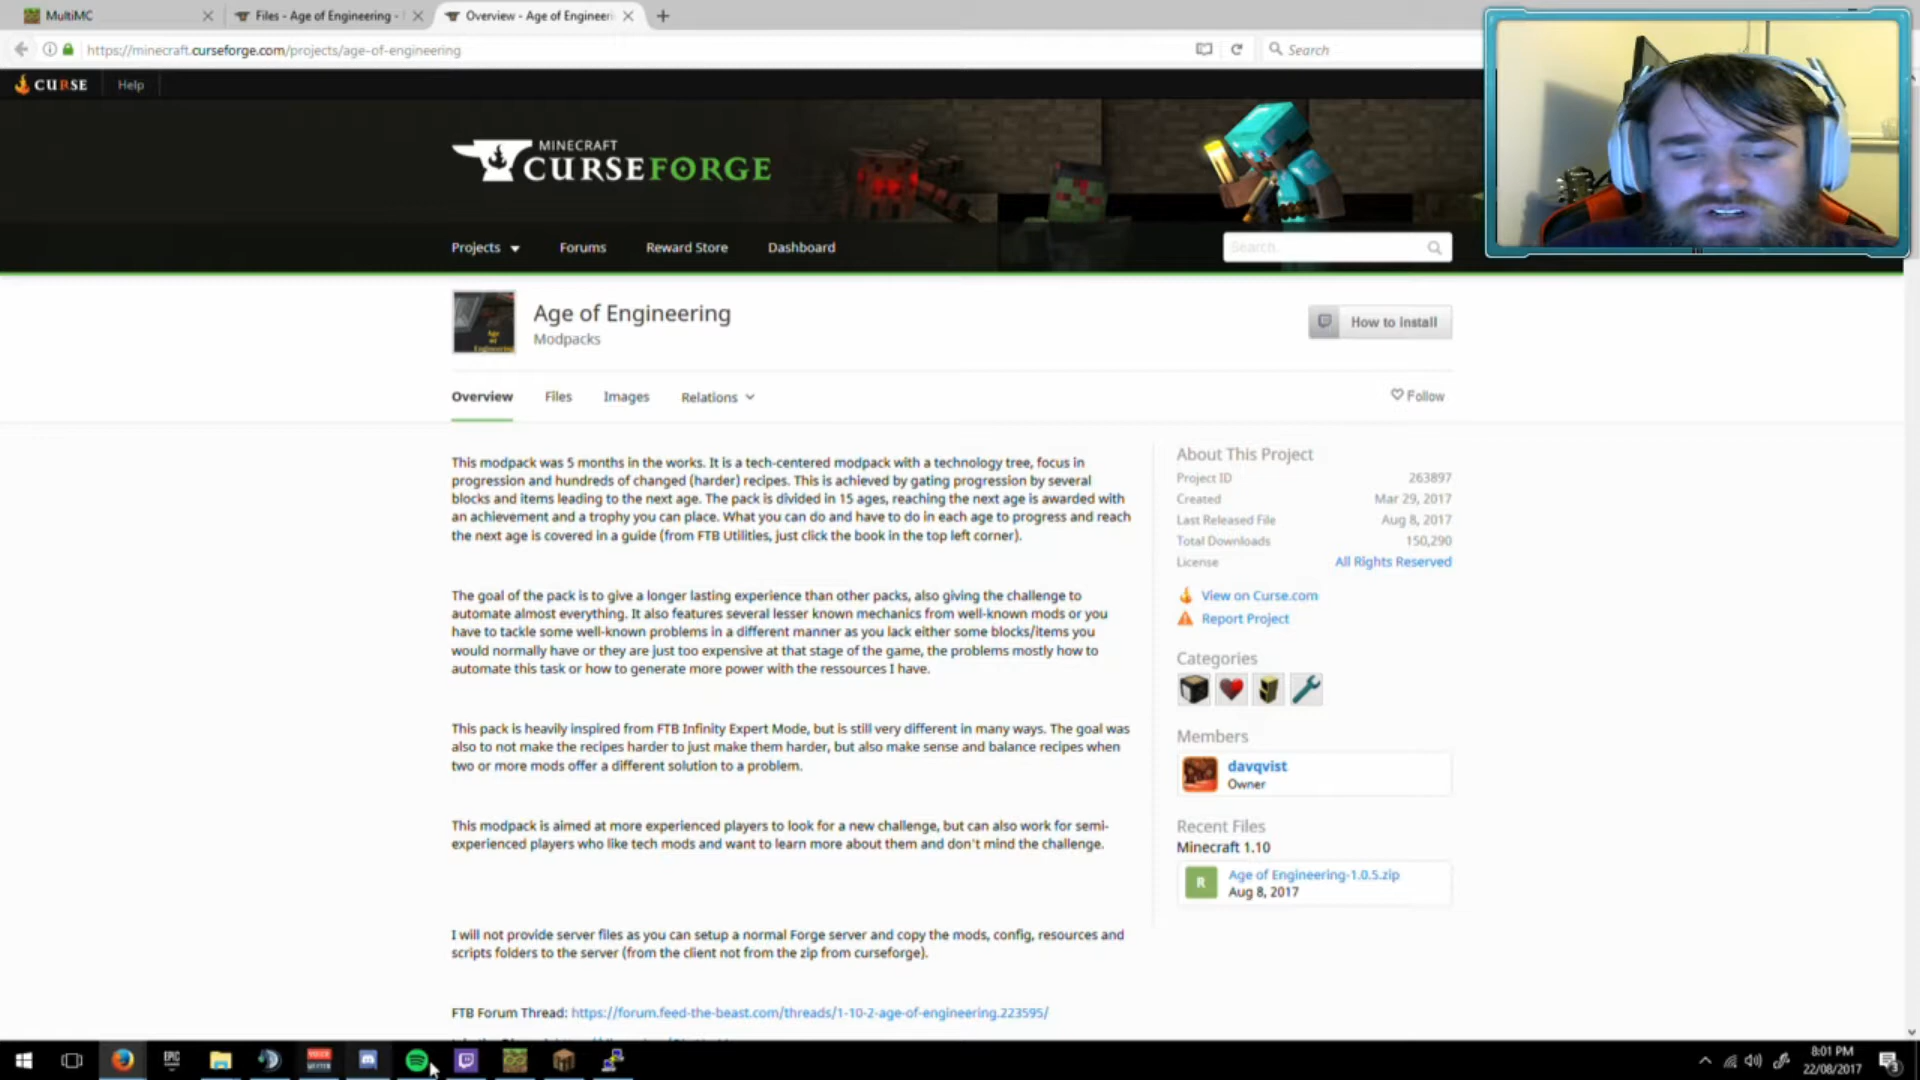 MultiMC
Files - Age of Engineering -
Overview - Age of Engineeri
https://minecraft.curseforge.com/projects/age-of-engineering
Search
CURSE
Help
MINECRAFT
CURSEFORGE
Projects
Forums
Reward Store
Dashboard
Search..
Age of Engineering
Modpacks
How to Install
Overview
Files
Images
Relations
Follow
This modpack was 5 months in the works. It is a tech-centered modpack with a technology tree, focus in
progression and hundreds of changed (harder) recipes. This is achieved by gating progression by several
blocks and items leading to the next age. The pack is divided in 15 ages, reaching the next age is awarded with
an achievement and a trophy you can place. What you can do and have to do in each age to progress and reach
the next age is covered in a guide (from FTB Utilities, just click the book in the top left corner).
The goal of the pack is to give a longer lasting experience than other packs, also giving the challenge to
automate almost everything. It also features several lesser known mechanics from well-known mods or you
have to tackle some well-known problems in a different manner as you lack either some blocks/items you
would normally have or they are just too expensive at that stage of the game, the problems mostly how to
automate this task or how to generate more power with the ressources I have.
This pack is heavily inspired from FTB Infinity Expert Mode, but is still very different in many ways. The goal was
also to not make the recipes harder to just make them harder, but also make sense and balance recipes when
two or more mods offer a different solution to a problem.
This modpack is aimed at more experienced players to look for a new challenge, but can also work for semi-
experienced players who like tech mods and want to learn more about them and don't mind the challenge.
I will not provide server files as you can setup a normal Forge server and copy the mods, config, resources and
scripts folders to the server (from the client not from the zip from curseforge).
FTB Forum Thread: https://forum.feed-the-beast.com/threads/1-10-2-age-of-engineering.223595/
About This Project
Project ID 263897
Created Mar 29, 2017
Last Released File Aug 8, 2017
Total Downloads 150,290
License All Rights Reserved
View on Curse.com
Report Project
Categories
Members
davqvist
Owner
Recent Files
Minecraft 1.10
R
Age of Engineering-1.0.5.zip
Aug 8, 2017
EPIC
8:01 PM
22/08/2017
3